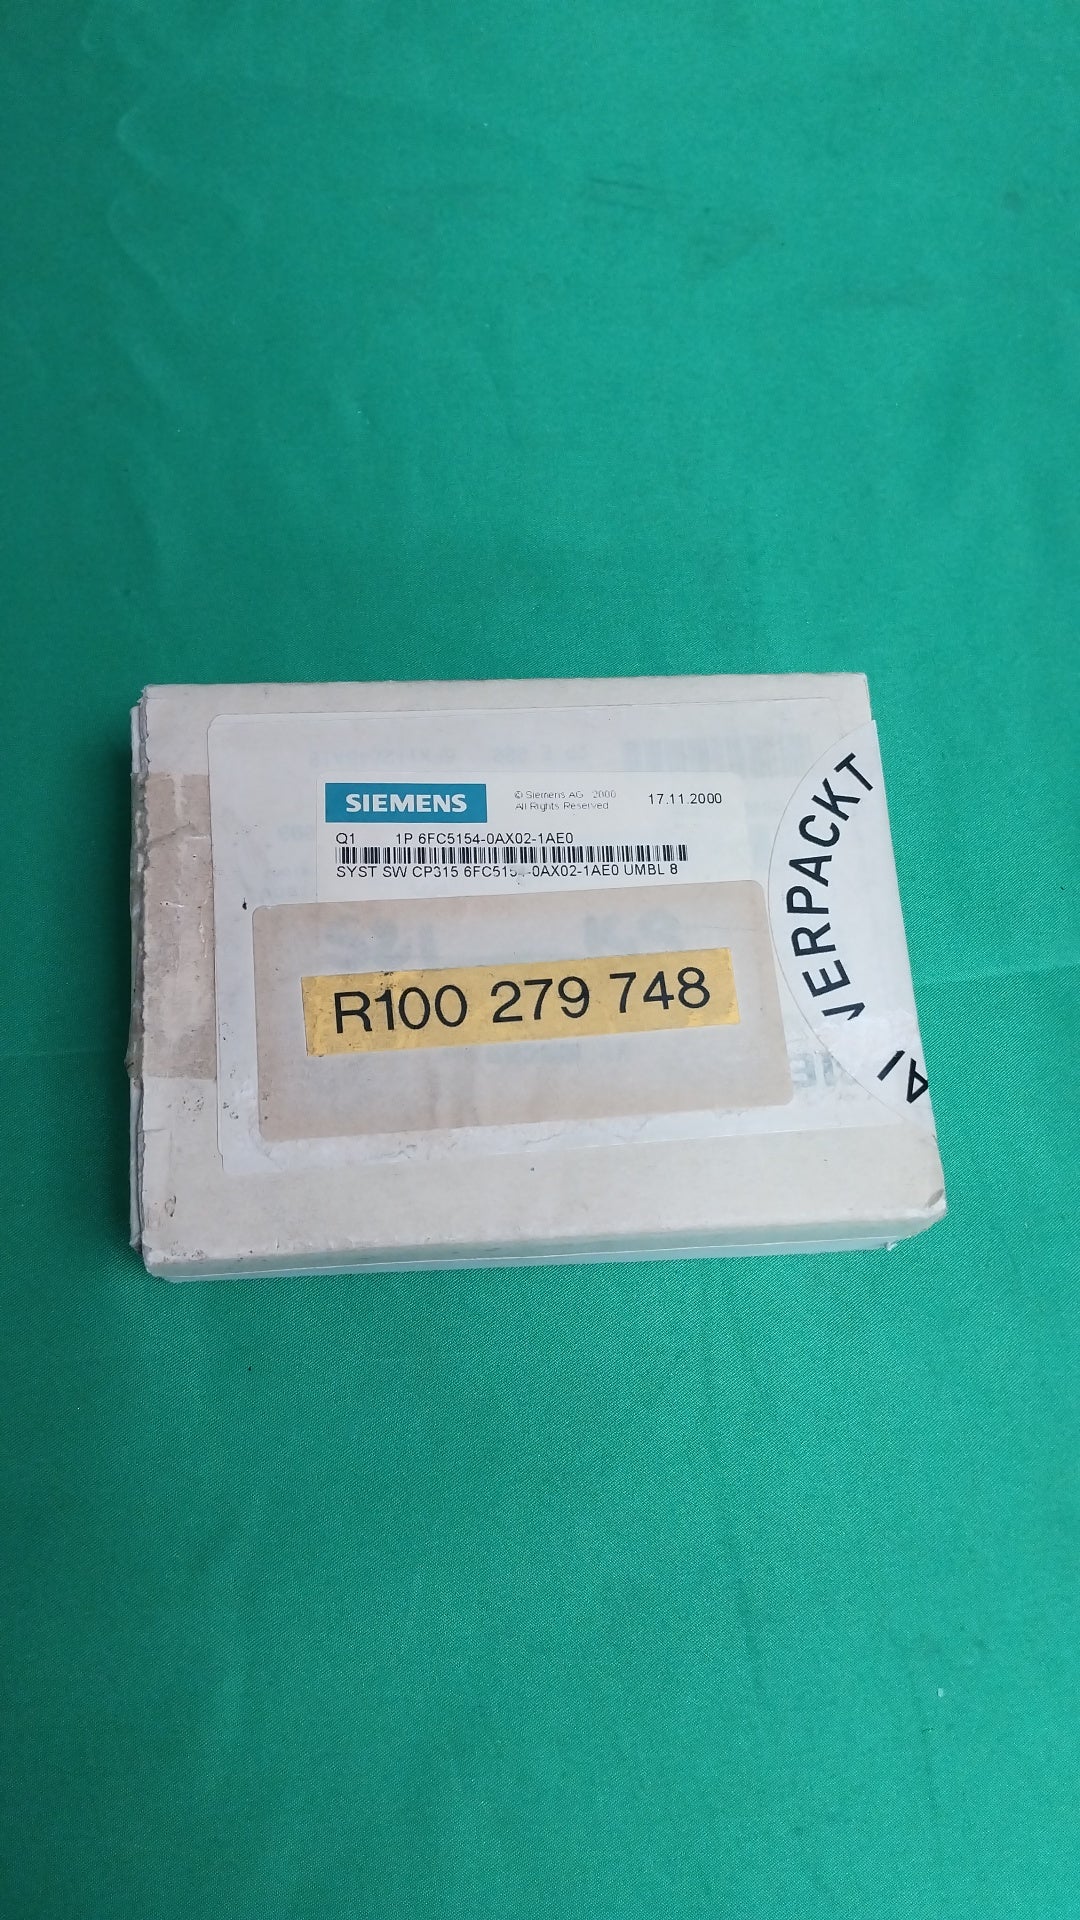 SIEMENS
© Siemens AG 2000
All Rights Reserved
17.11.2000
Q1 1P 6FC5154-0AX02-1AE0
SYST SW CP315 -0AX02-1AE0 UMBL 8
R100 279 748
ERPACKT